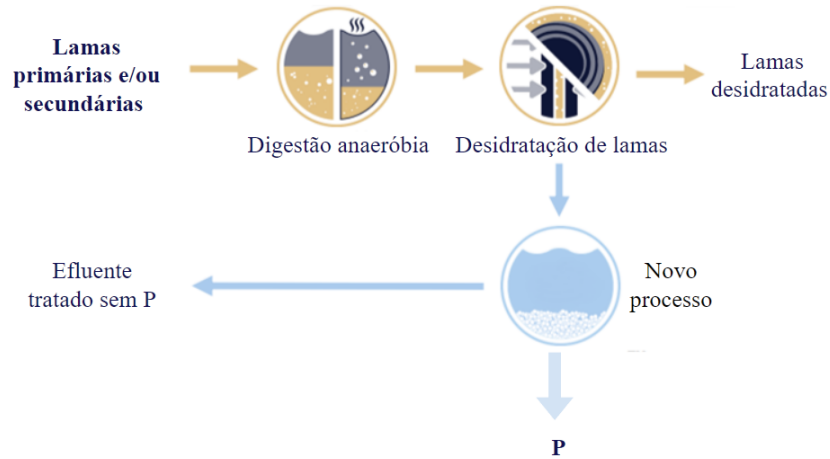 Lamas
primárias e/ou
secundárias
Digestão anaeróbia
Desidratação de lamas
Lamas
desidratadas
Efluente
tratado sem P
Novo
processo
P